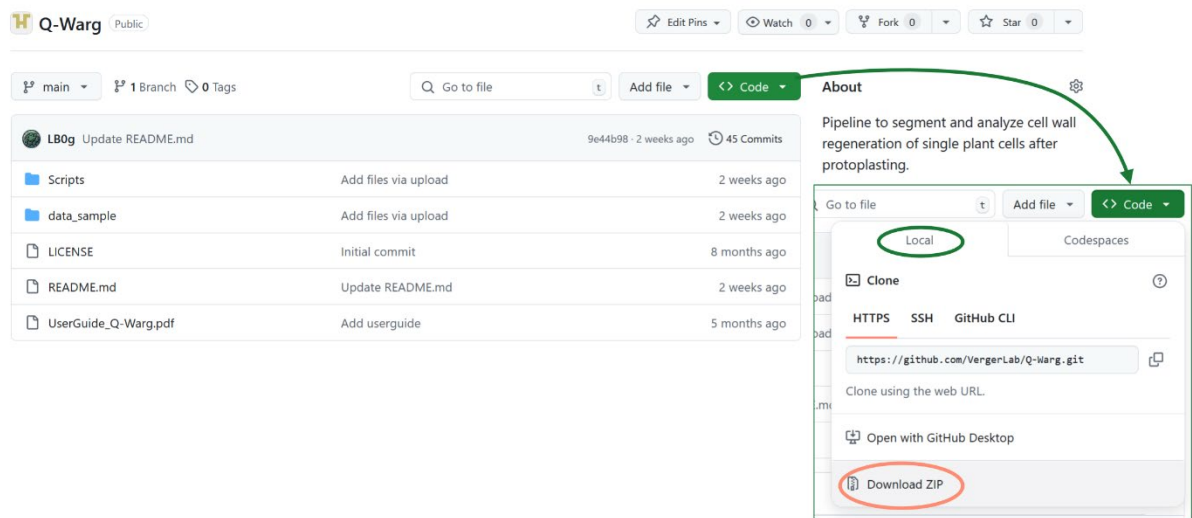 Q-Warg Public Edit Pins Watch 0 Fork 0 Star 0
main 1 Branch 0 Tags Go to file t Add file <> Code About
Pipeline to segment and analyze cell wall
regeneration of single plant cells after
protoplasting.
LB0g Update README.md 9e44b98 · 2 weeks ago 45 Commits
Scripts Add files via upload 2 weeks ago
data_sample Add files via upload 2 weeks ago
LICENSE Initial commit 8 months ago
README.md Update README.md 2 weeks ago
UserGuide_Q-Warg.pdf Add userguide 5 months ago
Go to file t Add file <> Code
Local Codespaces
Clone
HTTPS SSH GitHub CLI
https://github.com/VergerLab/Q-Warg.git
Clone using the web URL.
Open with GitHub Desktop
Download ZIP